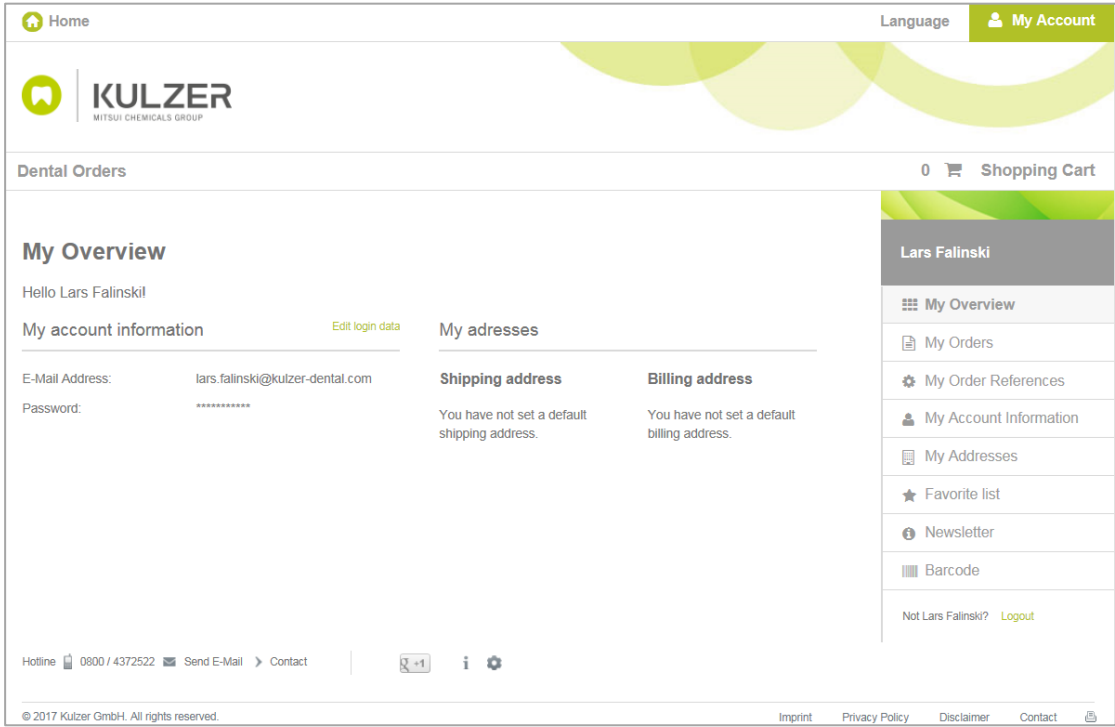 Home
Language
My Account
KULZER
MITSUI CHEMICALS GROUP
Dental Orders
0 Shopping Cart
My Overview
Hello Lars Falinski!
My account information
Edit login data
E-Mail Address: lars.falinski@kulzer-dental.com
Password: ***********
My adresses
Shipping address
You have not set a default
shipping address.
Billing address
You have not set a default
billing address.
Lars Falinski
My Overview
My Orders
My Order References
My Account Information
My Addresses
Favorite list
Newsletter
Barcode
Not Lars Falinski? Logout
Hotline 0800 / 4372522 Send E-Mail Contact
g +1
© 2017 Kulzer GmbH. All rights reserved.
Imprint Privacy Policy Disclaimer Contact